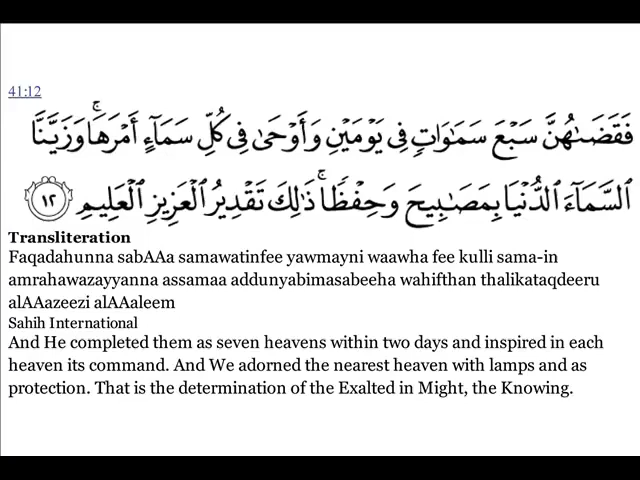 41:12
فَقَضَىٰهُنَّ سَبْعَ سَمَٰوَاتٍ فِى يَوْمَيْنِ وَأَوْحَىٰ فِى كُلِّ سَمَآءٍ أَمْرَهَا ۚ وَزَيَّنَّا
ٱلسَّمَآءَ ٱلدُّنْيَا بِمَصَٰبِيحَ وَحِفْظًا ۚ ذَٰلِكَ تَقْدِيرُ ٱلْعَزِيزِ ٱلْعَلِيمِ ١٢
Transliteration
Faqadahunna sabAAa samawatinfee yawmayni waawha fee kulli sama-in
amrahawazayyanna assamaa addunyabimasabeeha wahifthan thalikataqdeeru
alAAazeezi alAAaleem
Sahih International
And He completed them as seven heavens within two days and inspired in each
heaven its command. And We adorned the nearest heaven with lamps and as
protection. That is the determination of the Exalted in Might, the Knowing.